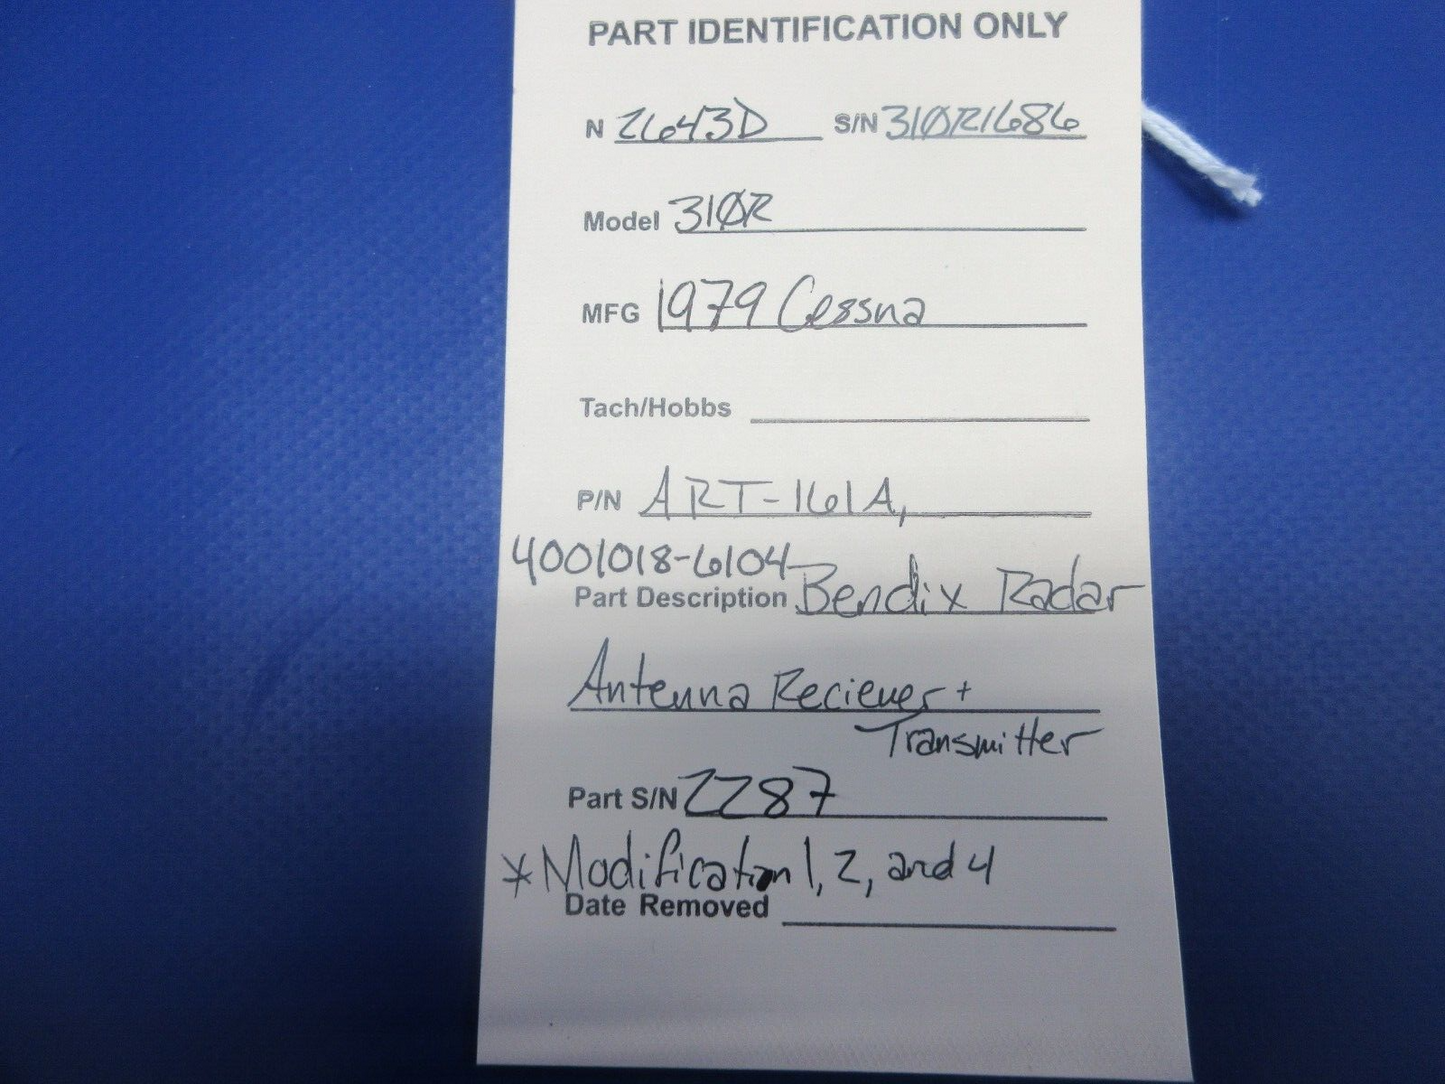 PART IDENTIFICATION ONLY
N 2643D S/N 310R1686
Model 310R
MFG 1979 Cessna
Tach/Hobbs
P/N ART-161A,
4001018-6104
Part Description Bendix Radar
Antenna Reciever +
Transmitter
Part S/N 2287
* Modification 1, 2, and 4
Date Removed